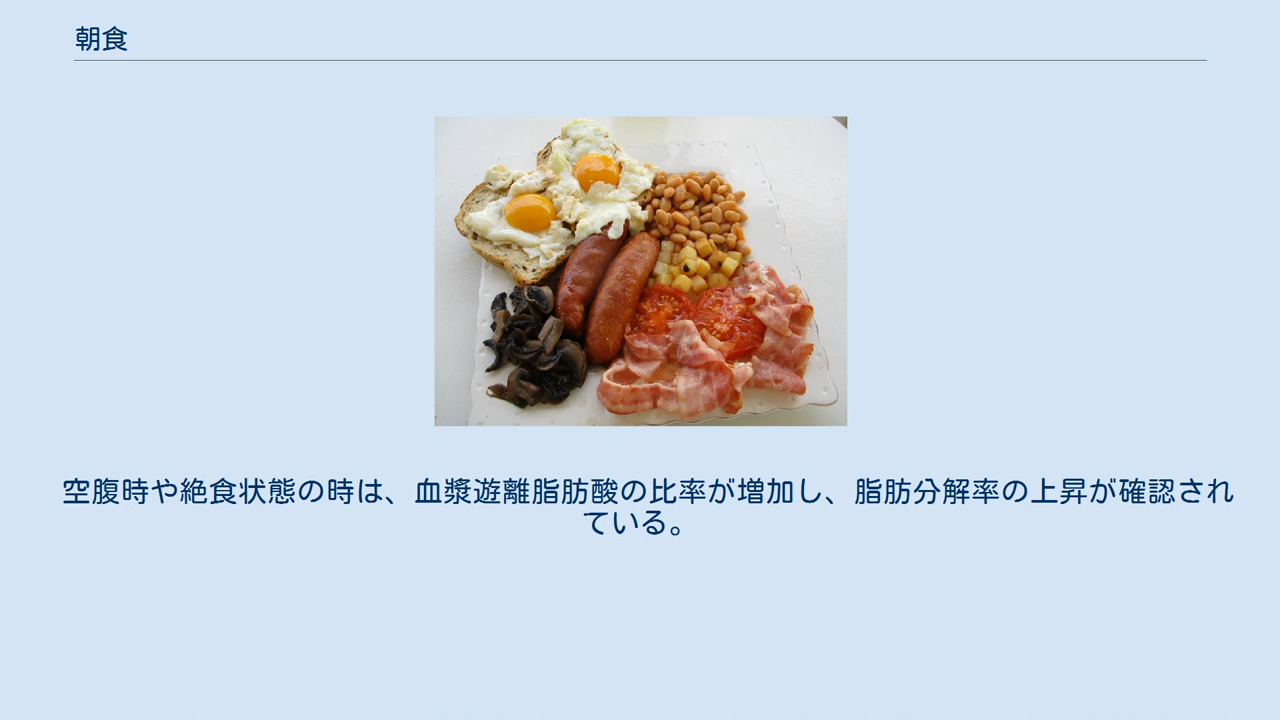 朝食
空腹時や絶食状態の時は、血漿遊離脂肪酸の比率が増加し、脂肪分解率の上昇が確認され
ている。